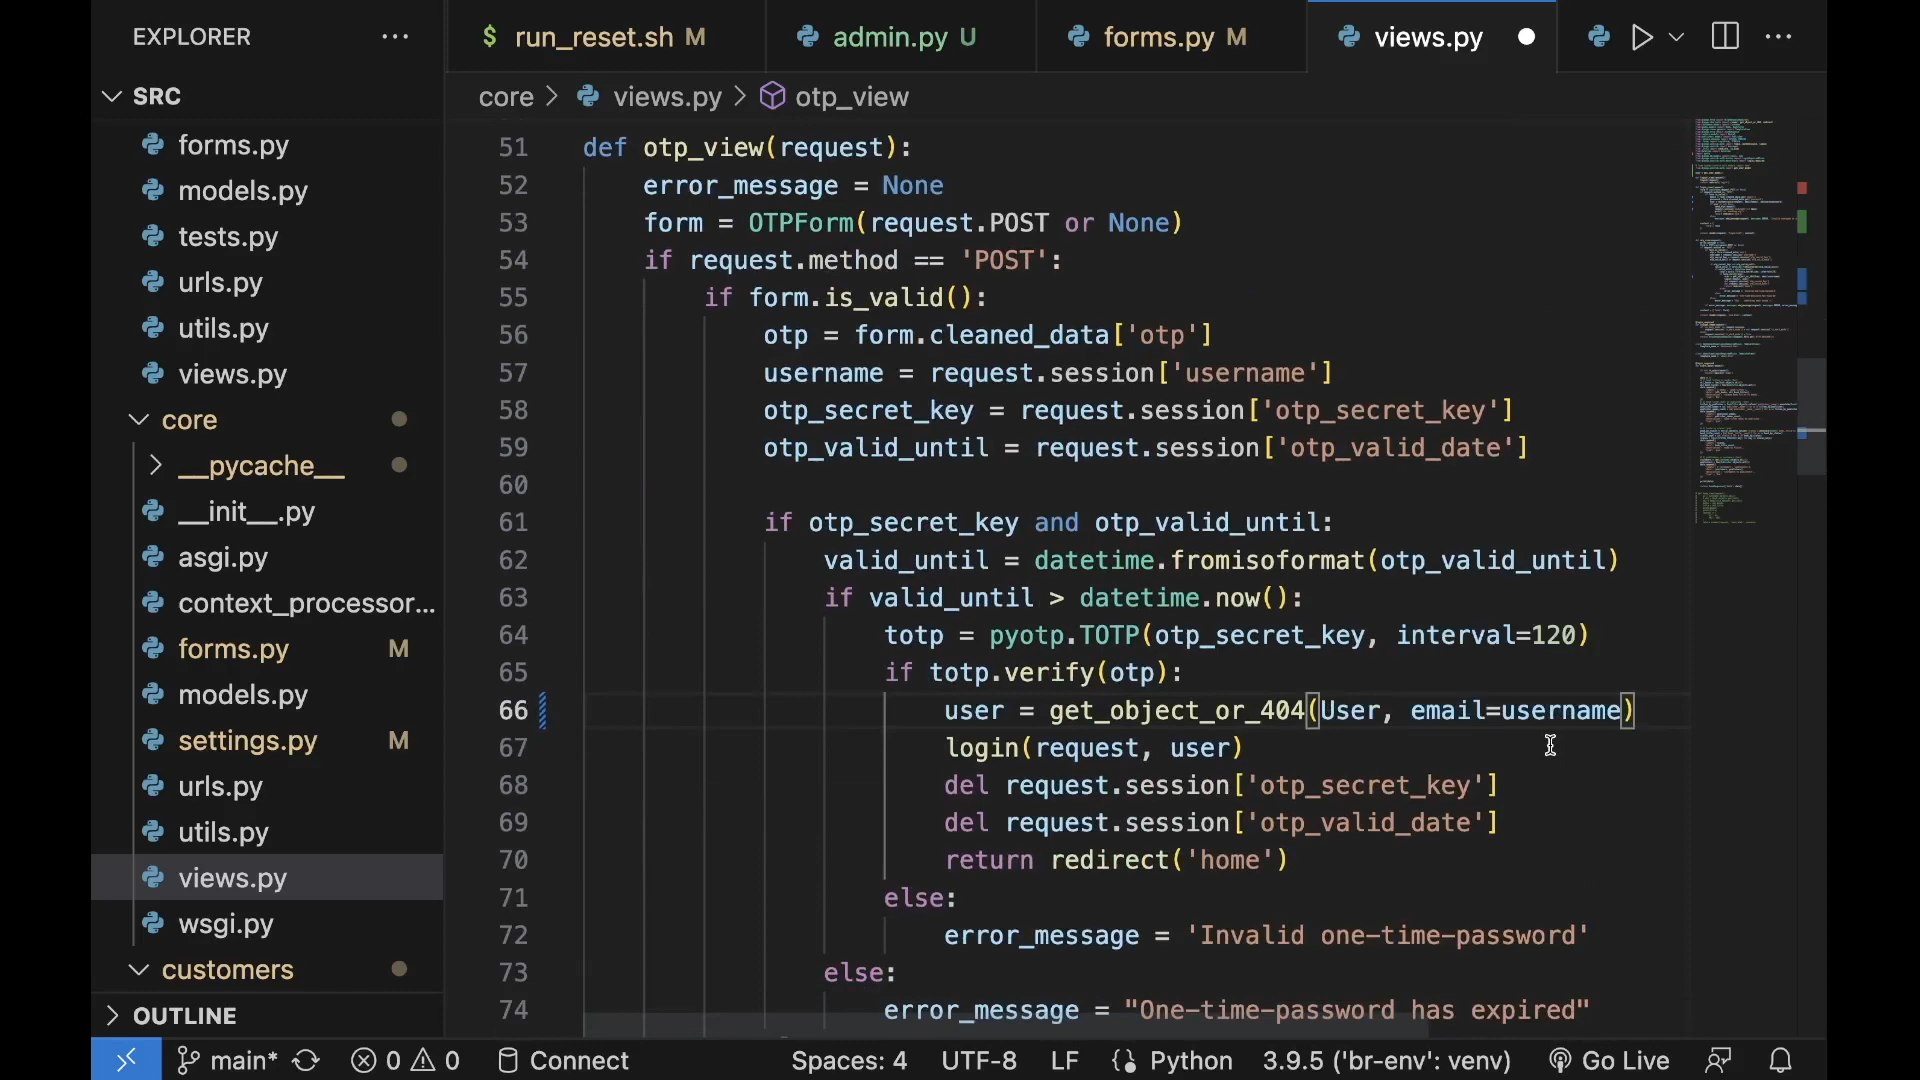 EXPLORER
run_reset.sh M
admin.py U
forms.py M
views.py
SRC
core > views.py > otp_view
forms.py
models.py
tests.py
urls.py
utils.py
views.py
core
__pycache__
__init__.py
asgi.py
context_processor...
forms.py M
models.py
settings.py M
urls.py
utils.py
views.py
wsgi.py
customers
OUTLINE
51 def otp_view(request):
52 error_message = None
53 form = OTPForm(request.POST or None)
54 if request.method == 'POST':
55 if form.is_valid():
56 otp = form.cleaned_data['otp']
57 username = request.session['username']
58 otp_secret_key = request.session['otp_secret_key']
59 otp_valid_until = request.session['otp_valid_date']
60
61 if otp_secret_key and otp_valid_until:
62 valid_until = datetime.fromisoformat(otp_valid_until)
63 if valid_until > datetime.now():
64 totp = pyotp.TOTP(otp_secret_key, interval=120)
65 if totp.verify(otp):
66 user = get_object_or_404(User, email=username)
67 login(request, user)
68 del request.session['otp_secret_key']
69 del request.session['otp_valid_date']
70 return redirect('home')
71 else:
72 error_message = 'Invalid one-time-password'
73 else:
74 error_message = "One-time-password has expired"
main* 0 0 Connect Spaces: 4 UTF-8 LF {} Python 3.9.5 ('br-env': venv) Go Live